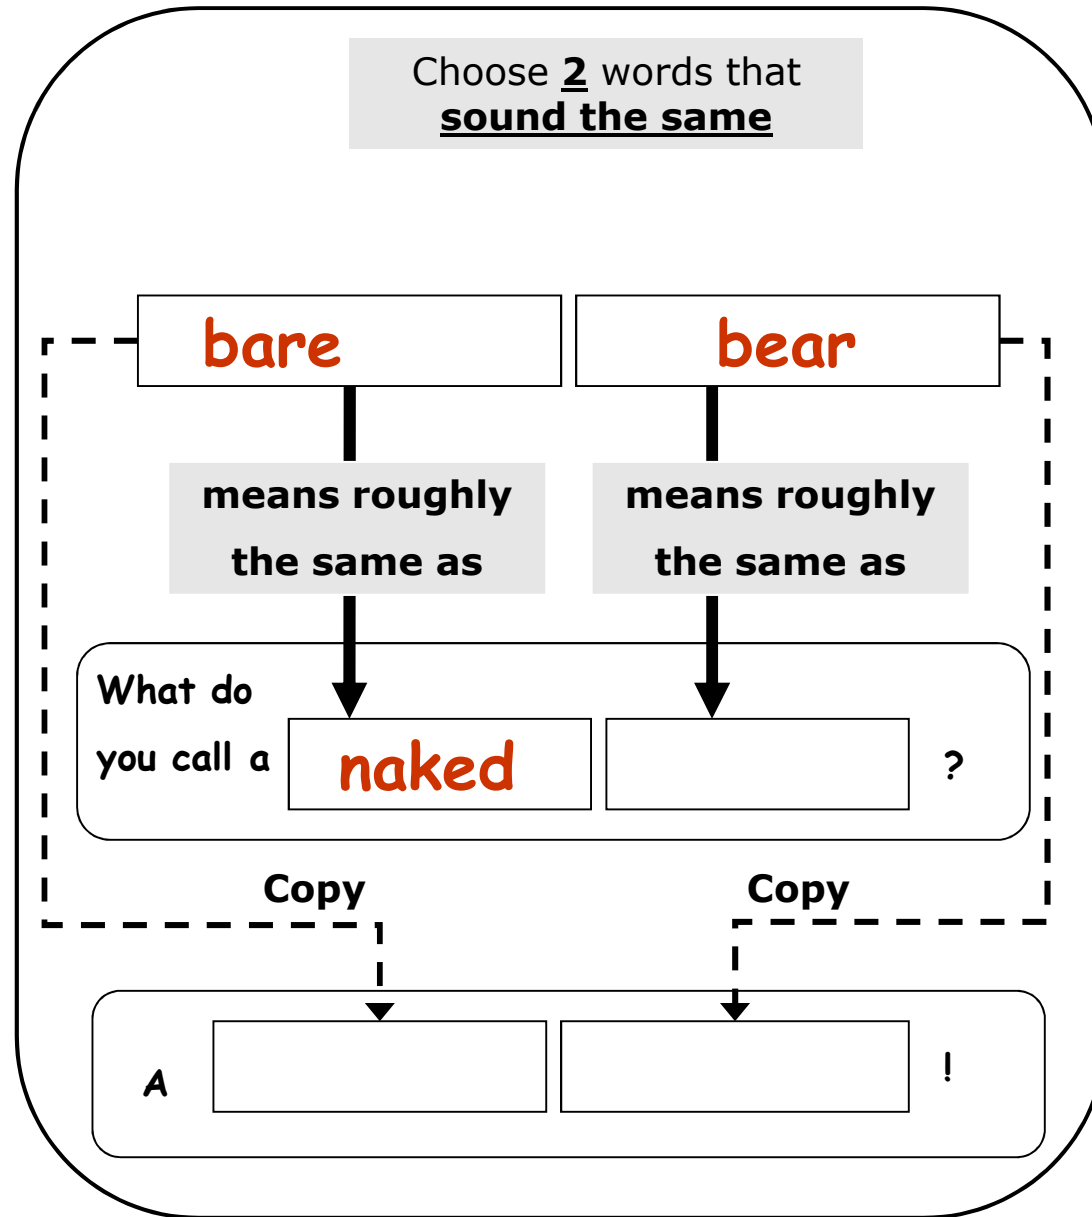 Choose 2 words that
sound the same
bare bear
means roughly means roughly
the same as the same as
What do
you call a naked ?
Copy Copy
A !